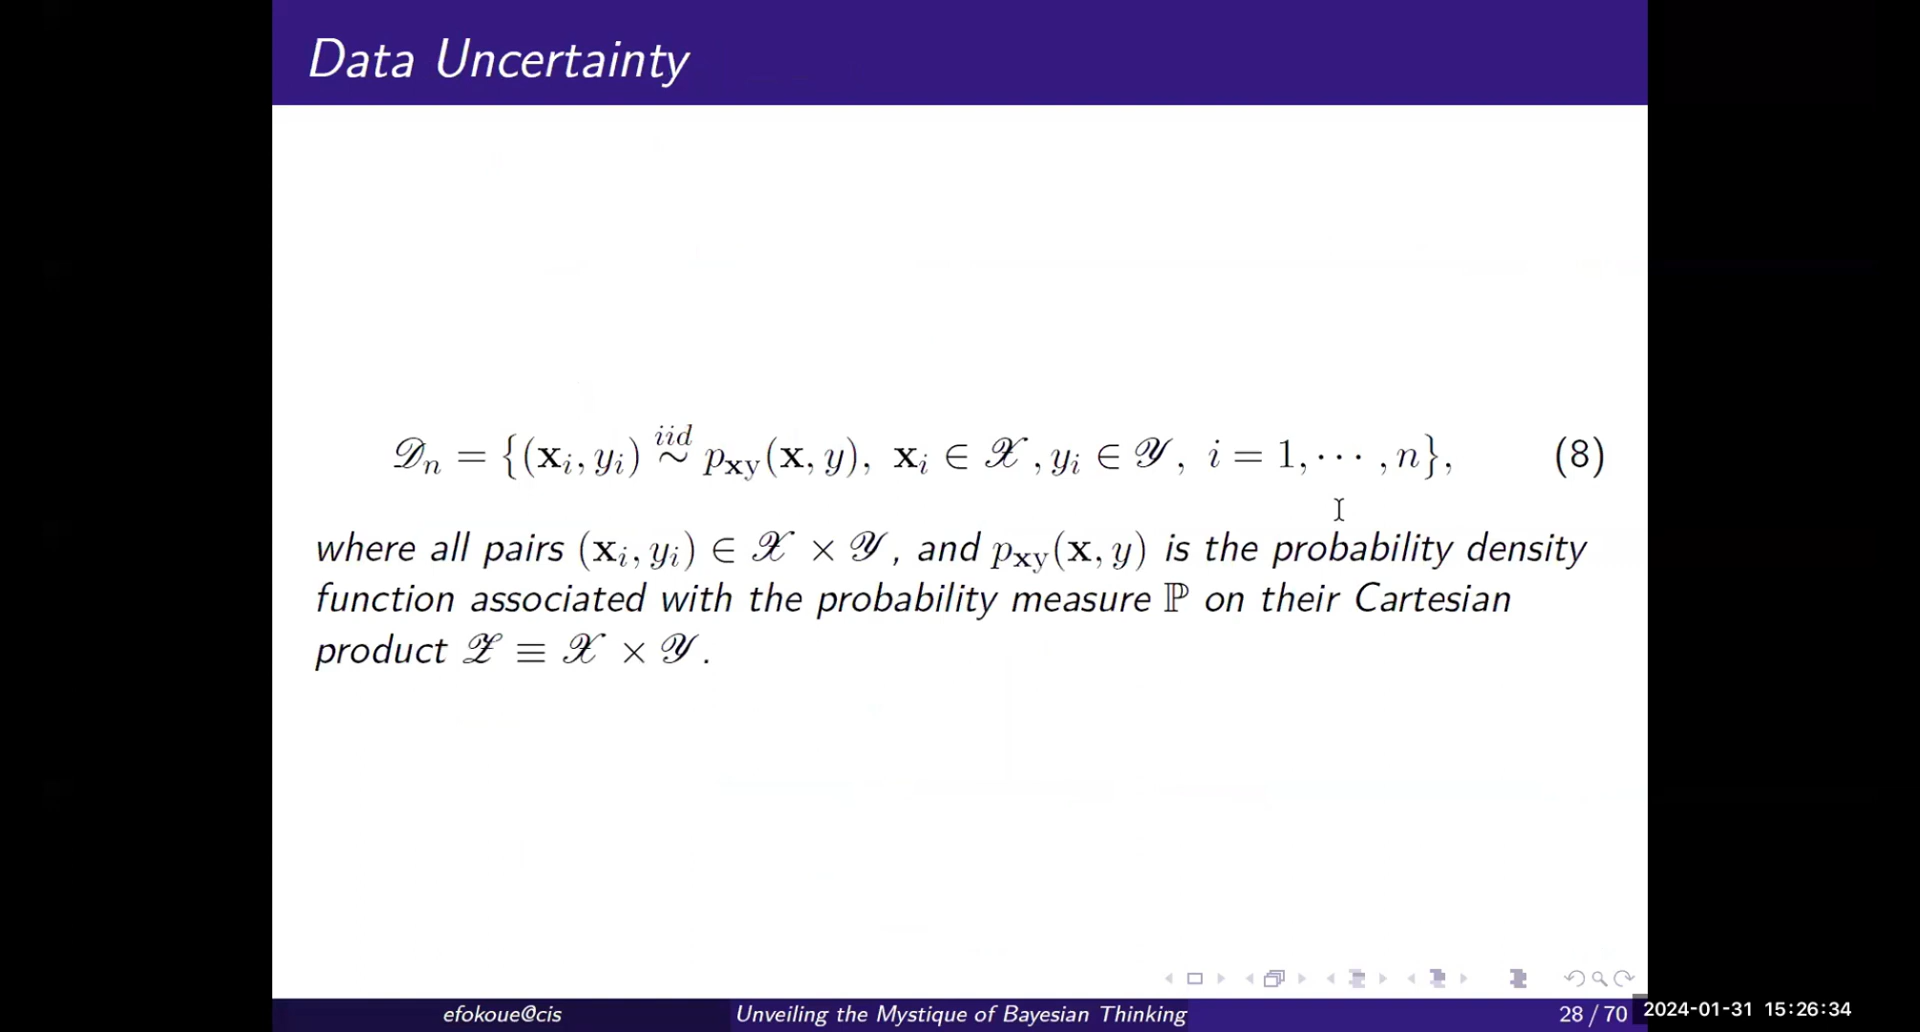 Data Uncertainty
𝒟ₙ = {(𝐱ᵢ, yᵢ) ∼ⁱⁱᵈ p𝐱y(𝐱, y), 𝐱ᵢ ∈ 𝒳, yᵢ ∈ 𝒴, i = 1, ⋯ , n}, (8)
where all pairs (𝐱ᵢ, yᵢ) ∈ 𝒳 × 𝒴, and p𝐱y(𝐱, y) is the probability density
function associated with the probability measure ℙ on their Cartesian
product 𝒵 ≡ 𝒳 × 𝒴.
efokoue@cis Unveiling the Mystique of Bayesian Thinking 28 / 70 2024-01-31 15:26:34